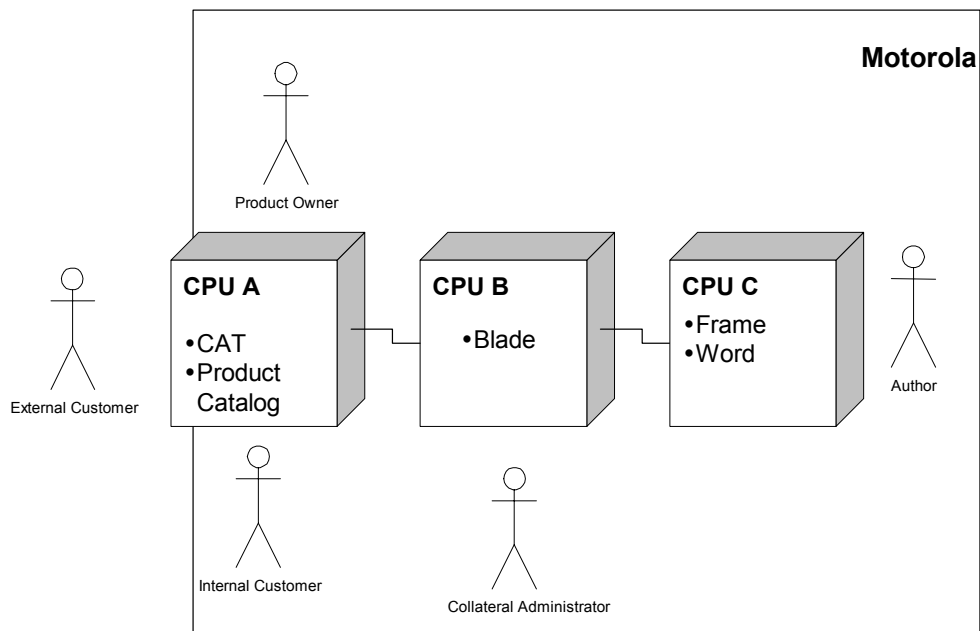 Motorola
Product Owner
CPU A
•CAT
•Product
Catalog
CPU B
•Blade
CPU C
•Frame
•Word
External Customer
Author
Internal Customer
Collateral Administrator